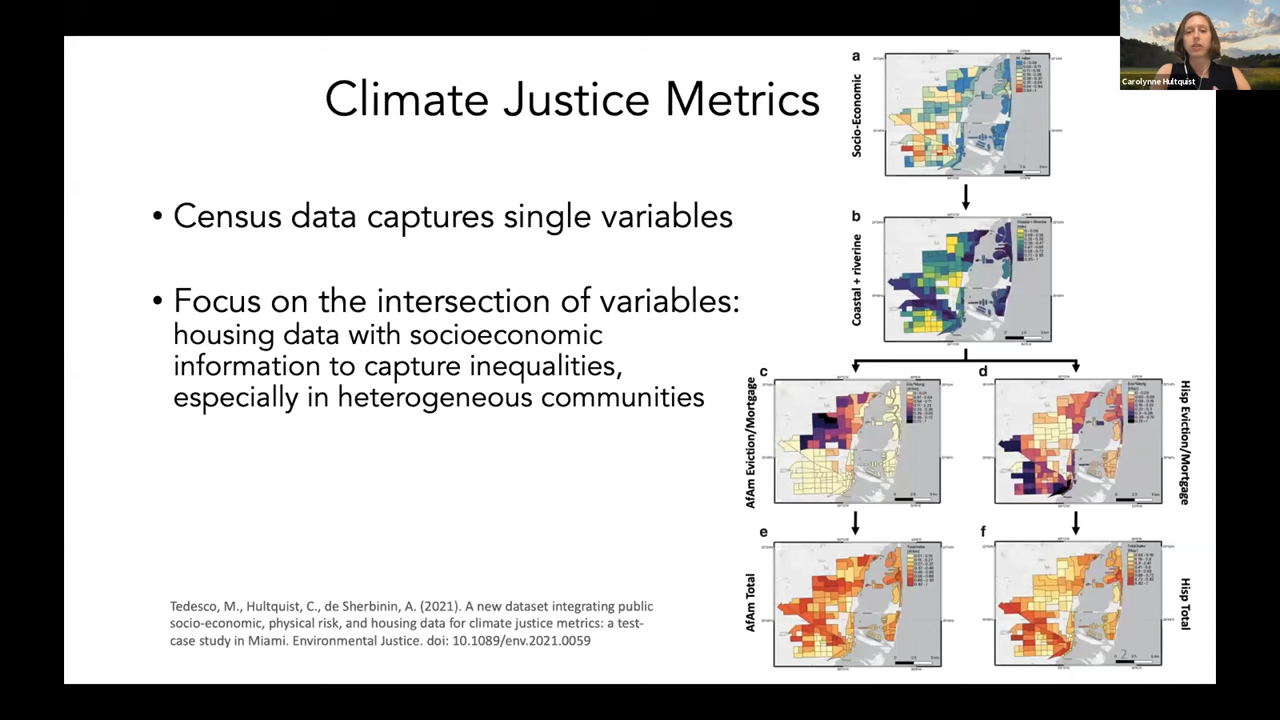 Climate Justice Metrics
• Census data captures single variables
• Focus on the intersection of variables:
housing data with socioeconomic
information to capture inequalities,
especially in heterogeneous communities
Tedesco, M., Hultquist, C., de Sherbinin, A. (2021). A new dataset integrating public
socio-economic, physical risk, and housing data for climate justice metrics: a test-
case study in Miami. Environmental Justice. doi: 10.1089/env.2021.0059
a
Socio-Economic
b
Coastal + riverine
c
AfAm Eviction/Mortgage
d
Hisp Eviction/Mortgage
e
AfAm Total
f
Hisp Total
2
Carolynne Hultquist